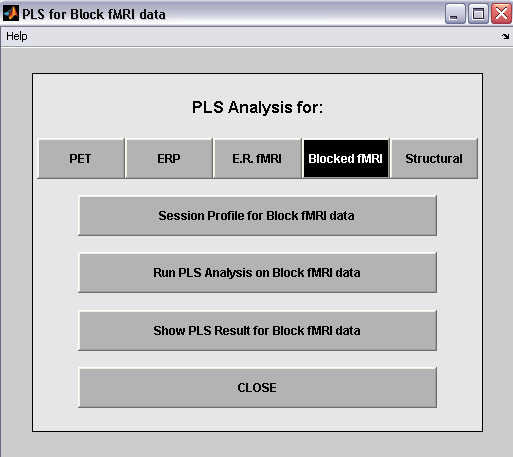 PLS for Block fMRI data
Help
PLS Analysis for:
PET ERP E.R. fMRI Blocked fMRI Structural
Session Profile for Block fMRI data
Run PLS Analysis on Block fMRI data
Show PLS Result for Block fMRI data
CLOSE